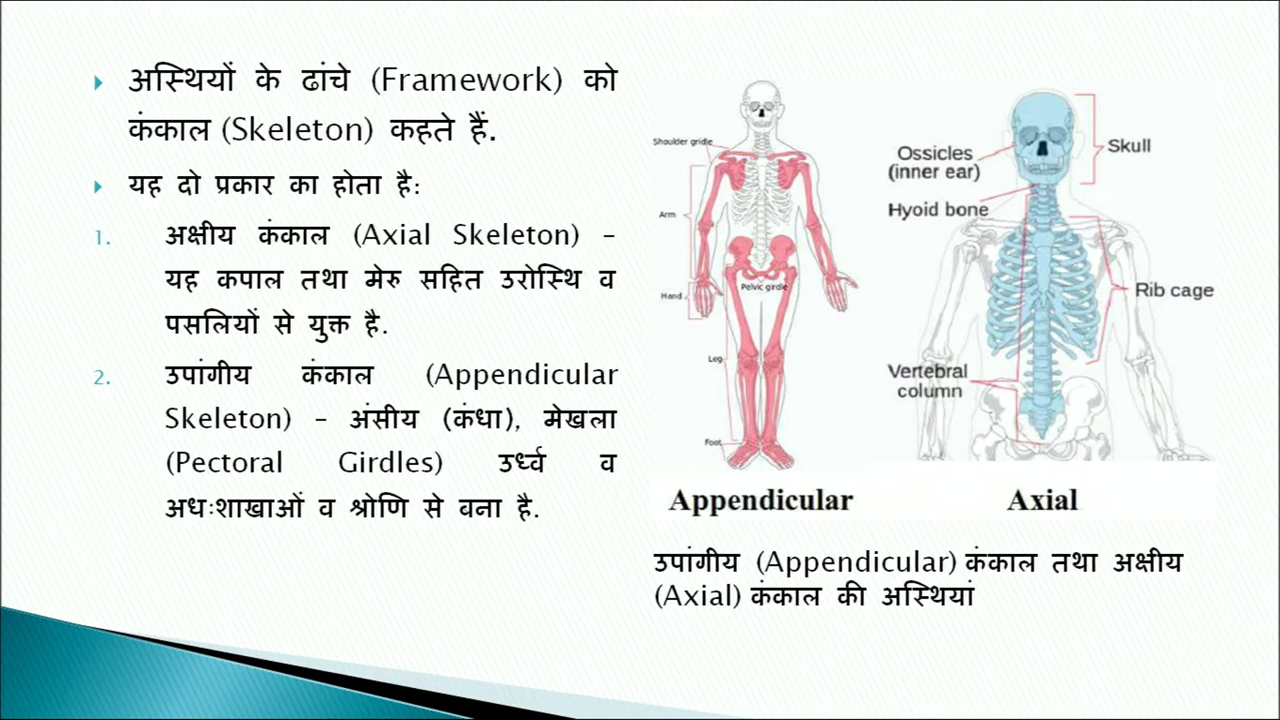 अस्थियों के ढांचे (Framework) को
कंकाल (Skeleton) कहते हैं.
यह दो प्रकार का होता है:
1. अक्षीय कंकाल (Axial Skeleton) –
यह कपाल तथा मेरु सहित उरोस्थि व
पसलियों से युक्त है.
2. उपांगीय कंकाल (Appendicular
Skeleton) – अंसीय (कंधा), मेखला
(Pectoral Girdles) उर्ध्व व
अधःशाखाओं व श्रोणि से बना है.
Shoulder gridle
Arm
Hand
Pelvic girdle
Leg
Foot
Appendicular
Ossicles
(inner ear)
Skull
Hyoid bone
Rib cage
Vertebral
column
Axial
उपांगीय (Appendicular) कंकाल तथा अक्षीय
(Axial) कंकाल की अस्थियां